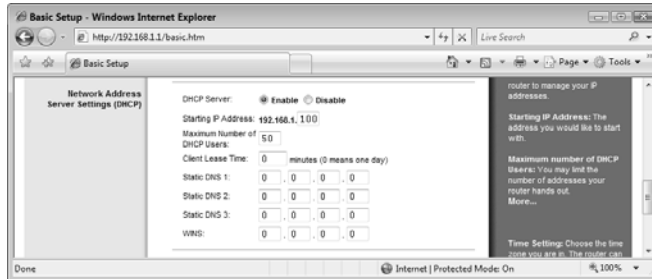 Basic Setup - Windows Internet Explorer
http://192.168.1.1/basic.htm
Live Search
Basic Setup
Page
Tools
Network Address
Server Settings (DHCP)
DHCP Server: Enable Disable
Starting IP Address: 192.168.1. 100
Maximum Number of
DHCP Users: 50
Client Lease Time: 0 minutes (0 means one day)
Static DNS 1: 0 . 0 . 0 . 0
Static DNS 2: 0 . 0 . 0 . 0
Static DNS 3: 0 . 0 . 0 . 0
WINS: 0 . 0 . 0 . 0
router to manage your IP
addresses.
Starting IP Address: The
address you would like to start
with.
Maximum number of DHCP
Users: You may limit the
number of addresses your
router hands out.
More...
Time Setting: Choose the time
zone you are in. The router can
Done
Internet | Protected Mode: On
100%